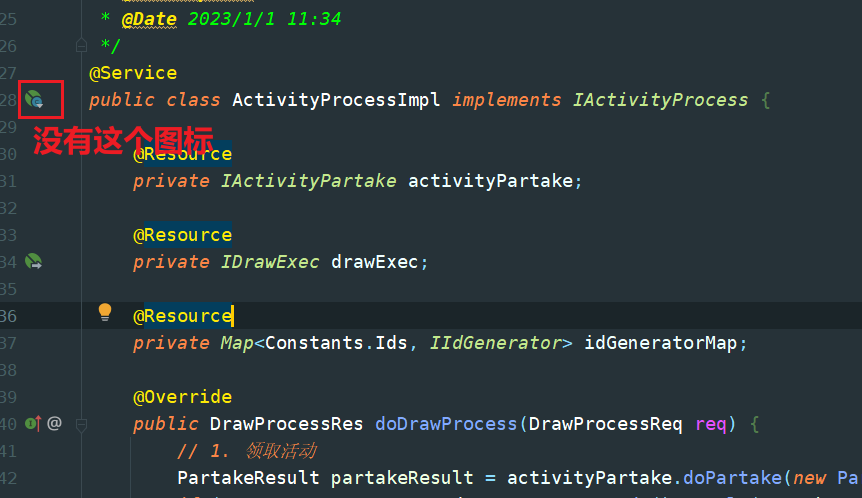 25 * @Date 2023/1/1 11:34
26 */
27 @Service
28 public class ActivityProcessImpl implements IActivityProcess {
29
没有这个图标
30 @Resource
31 private IActivityPartake activityPartake;
32
33 @Resource
34 private IDrawExec drawExec;
35
36 @Resource
37 private Map<Constants.Ids, IIdGenerator> idGeneratorMap;
38
39 @Override
40 @ public DrawProcessRes doDrawProcess(DrawProcessReq req) {
41 // 1. 领取活动
42 PartakeResult partakeResult = activityPartake.doPartake(new Pa